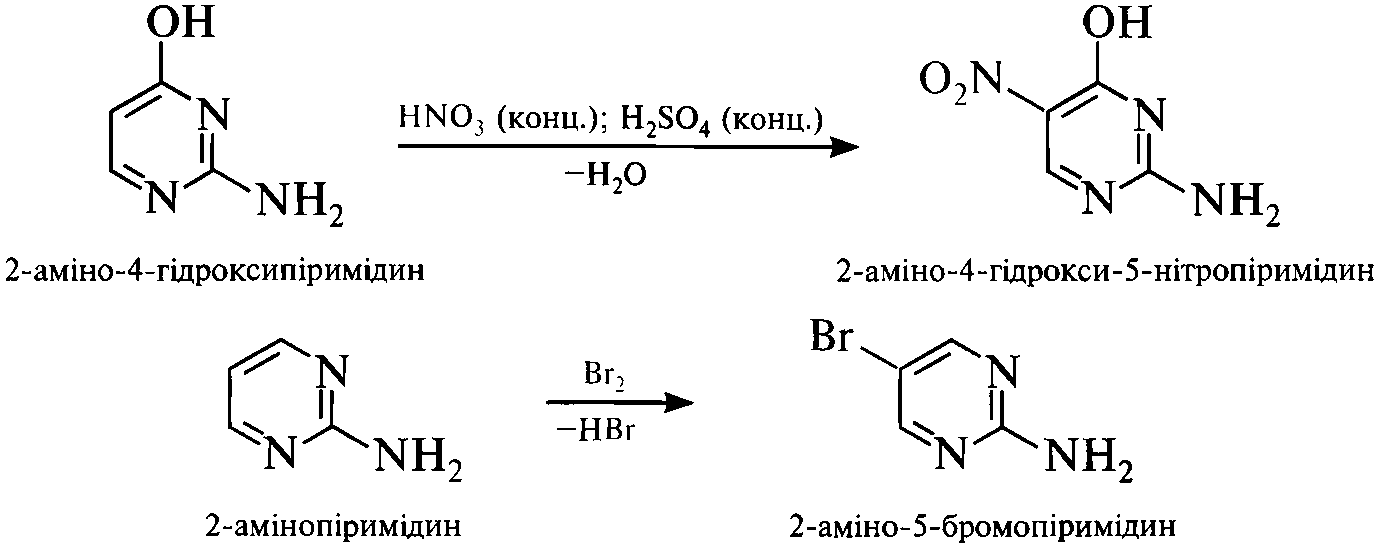 OH
N
N
NH₂
HNO₃ (конц.); H₂SO₄ (конц.)
−H₂O
OH
O₂N
N
N
NH₂
2-аміно-4-гідроксипіримідин
2-аміно-4-гідрокси-5-нітропіримідин
N
N
NH₂
Br₂
−HBr
Br
N
N
NH₂
2-амінопіримідин
2-аміно-5-бромопіримідин